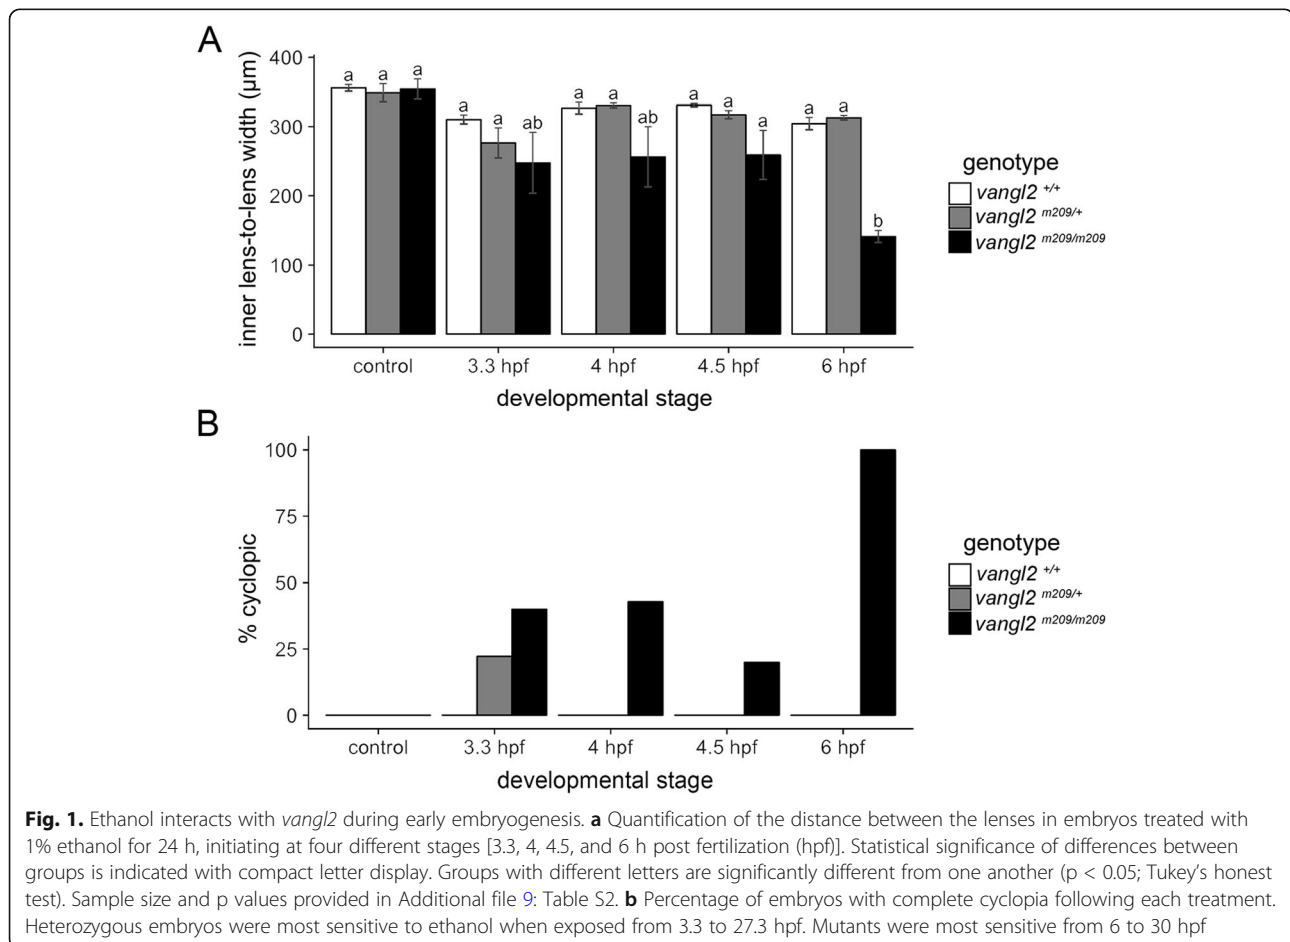 A
inner lens-to-lens width (μm)
400
300
200
100
0
a a a
a a ab
a a ab
a a a
a a b
control 3.3 hpf 4 hpf 4.5 hpf 6 hpf
developmental stage
genotype
vangl2 +/+
vangl2 m209/+
vangl2 m209/m209
B
% cyclopic
100
75
50
25
0
control 3.3 hpf 4 hpf 4.5 hpf 6 hpf
developmental stage
genotype
vangl2 +/+
vangl2 m209/+
vangl2 m209/m209
Fig. 1. Ethanol interacts with vangl2 during early embryogenesis. a Quantification of the distance between the lenses in embryos treated with
1% ethanol for 24 h, initiating at four different stages [3.3, 4, 4.5, and 6 h post fertilization (hpf)]. Statistical significance of differences between
groups is indicated with compact letter display. Groups with different letters are significantly different from one another (p < 0.05; Tukey's honest
test). Sample size and p values provided in Additional file 9: Table S2. b Percentage of embryos with complete cyclopia following each treatment.
Heterozygous embryos were most sensitive to ethanol when exposed from 3.3 to 27.3 hpf. Mutants were most sensitive from 6 to 30 hpf